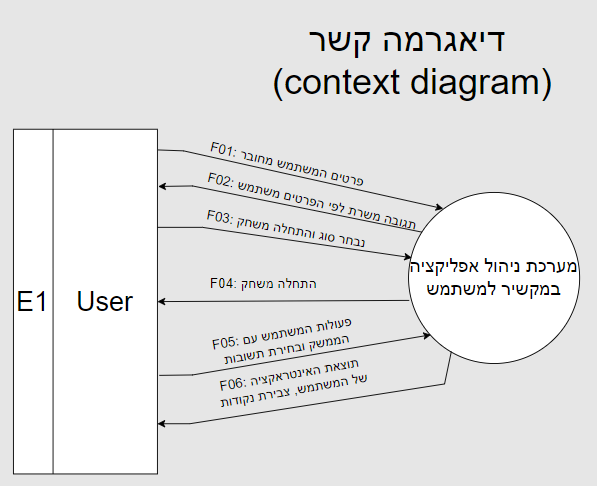 דיאגרמה קשר
(context diagram)
E1
User
F01: פרטים המשתמש מחובר
F02: תגובה משרת לפי הפרטים משתמש
F03: נבחר סוג והתחלה משחק
F04: התחלה משחק
F05: פעולות המשתמש עם
הממשק ובחירת תשובות
F06: תוצאת האינטראקציה
של המשתמש, צבירת נקודות
מערכת ניהול אפליקציה
במקשיר למשתמש